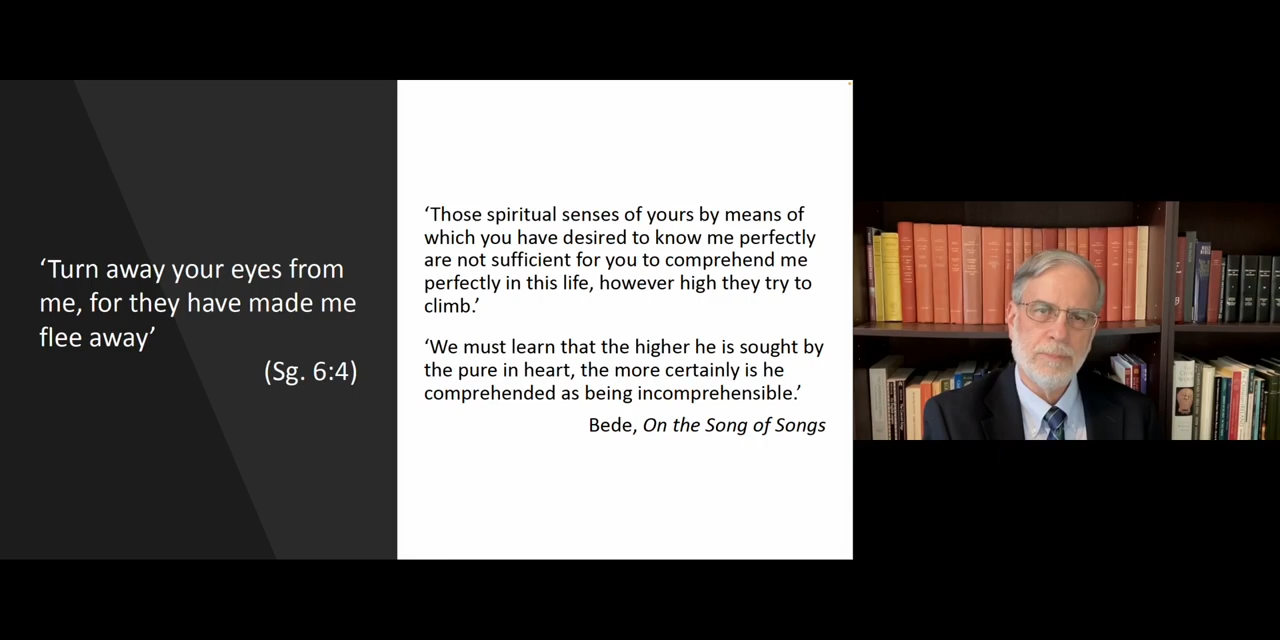 ‘Turn away your eyes from
me, for they have made me
flee away’
(Sg. 6:4)
‘Those spiritual senses of yours by means of
which you have desired to know me perfectly
are not sufficient for you to comprehend me
perfectly in this life, however high they try to
climb.’
‘We must learn that the higher he is sought by
the pure in heart, the more certainly is he
comprehended as being incomprehensible.’
Bede, On the Song of Songs